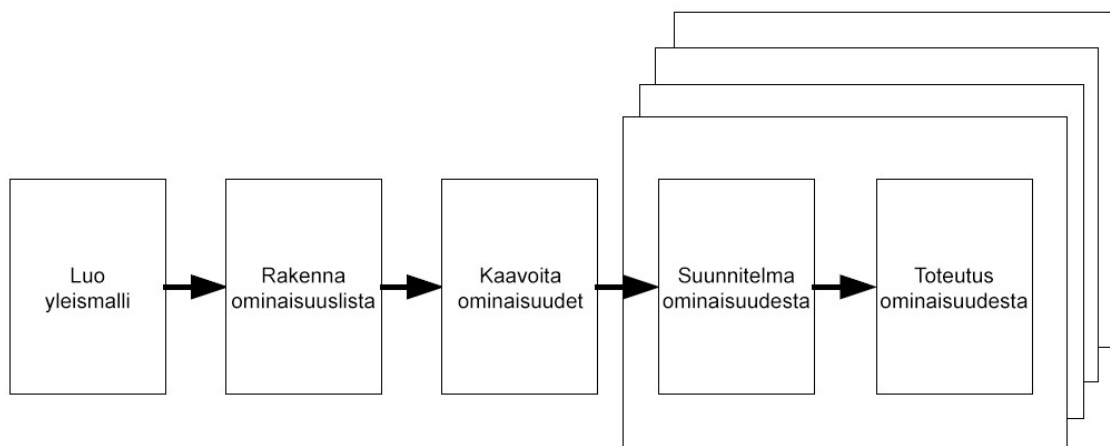 Luo
yleismalli
Rakenna
ominaisuuslista
Kaavoita
ominaisuudet
Suunnitelma
ominaisuudesta
Toteutus
ominaisuudesta